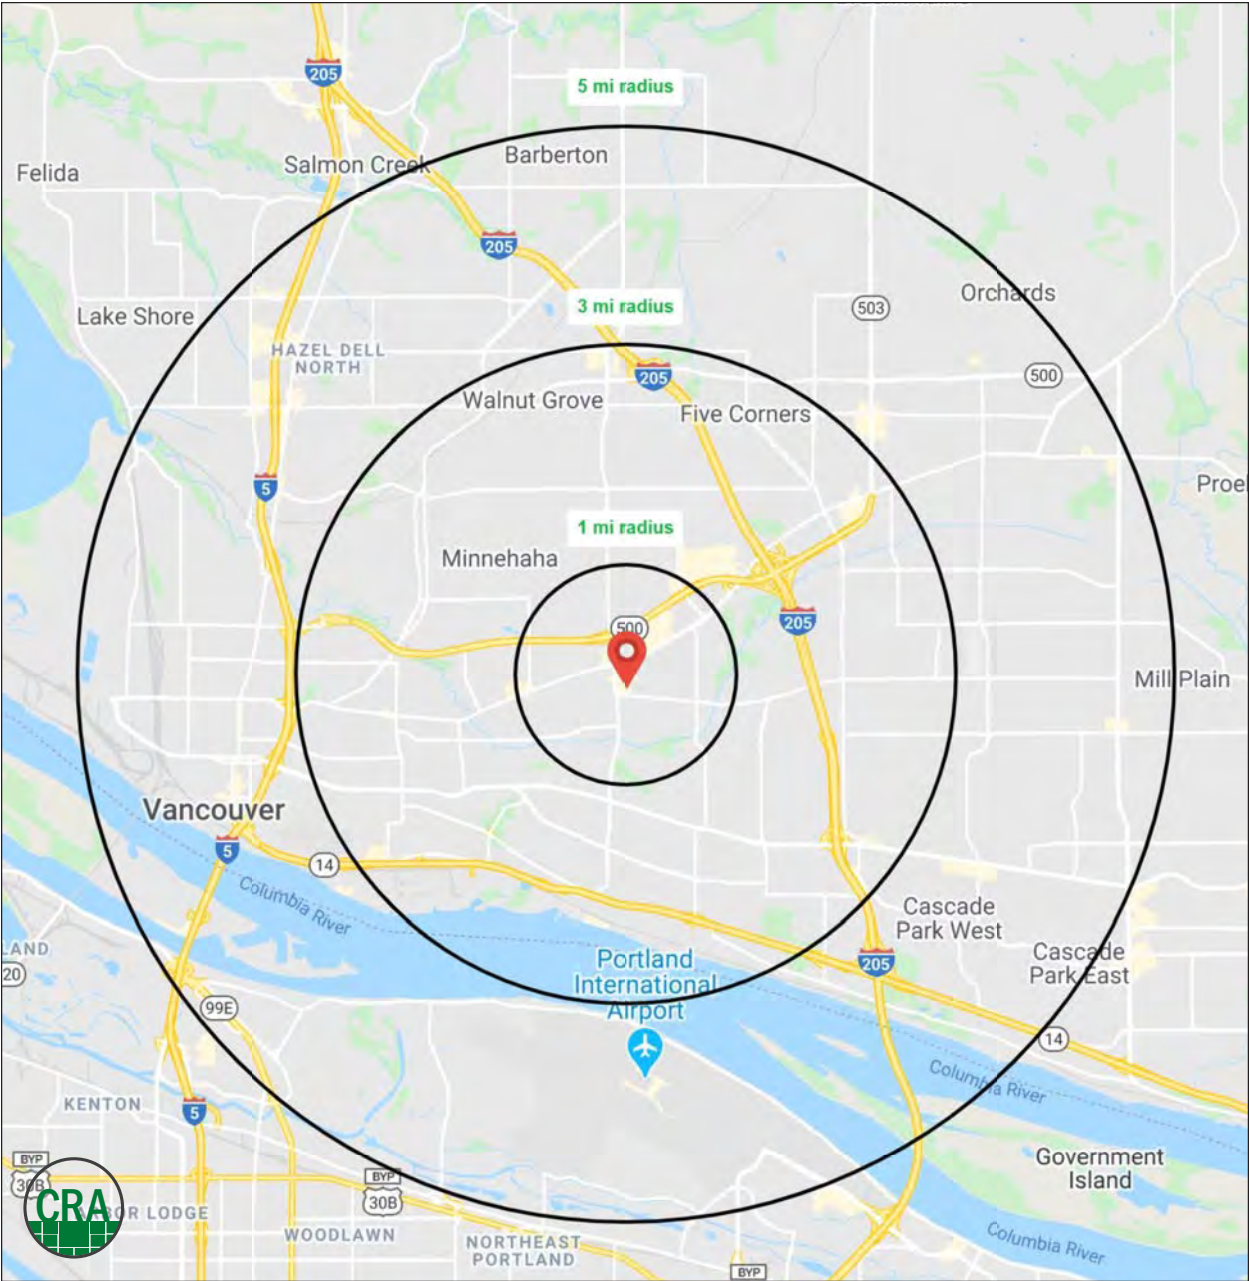 205
5 mi radius
Salmon Creek
Barberton
Felida
205
3 mi radius
Orchards
503
Lake Shore
HAZEL DELL
NORTH
205
500
Walnut Grove
Five Corners
5
Proe
1 mi radius
Minnehaha
500
205
Mill Plain
Vancouver
5
14
Columbia River
Cascade
Park West
LAND
20
Portland
International
Airport
205
Cascade
Park East
99E
14
Columbia River
KENTON
5
BYP
30B
BYP
30B
Government
Island
CRA
BOR LODGE
WOODLAWN
NORTHEAST
PORTLAND
Columbia River
BYP